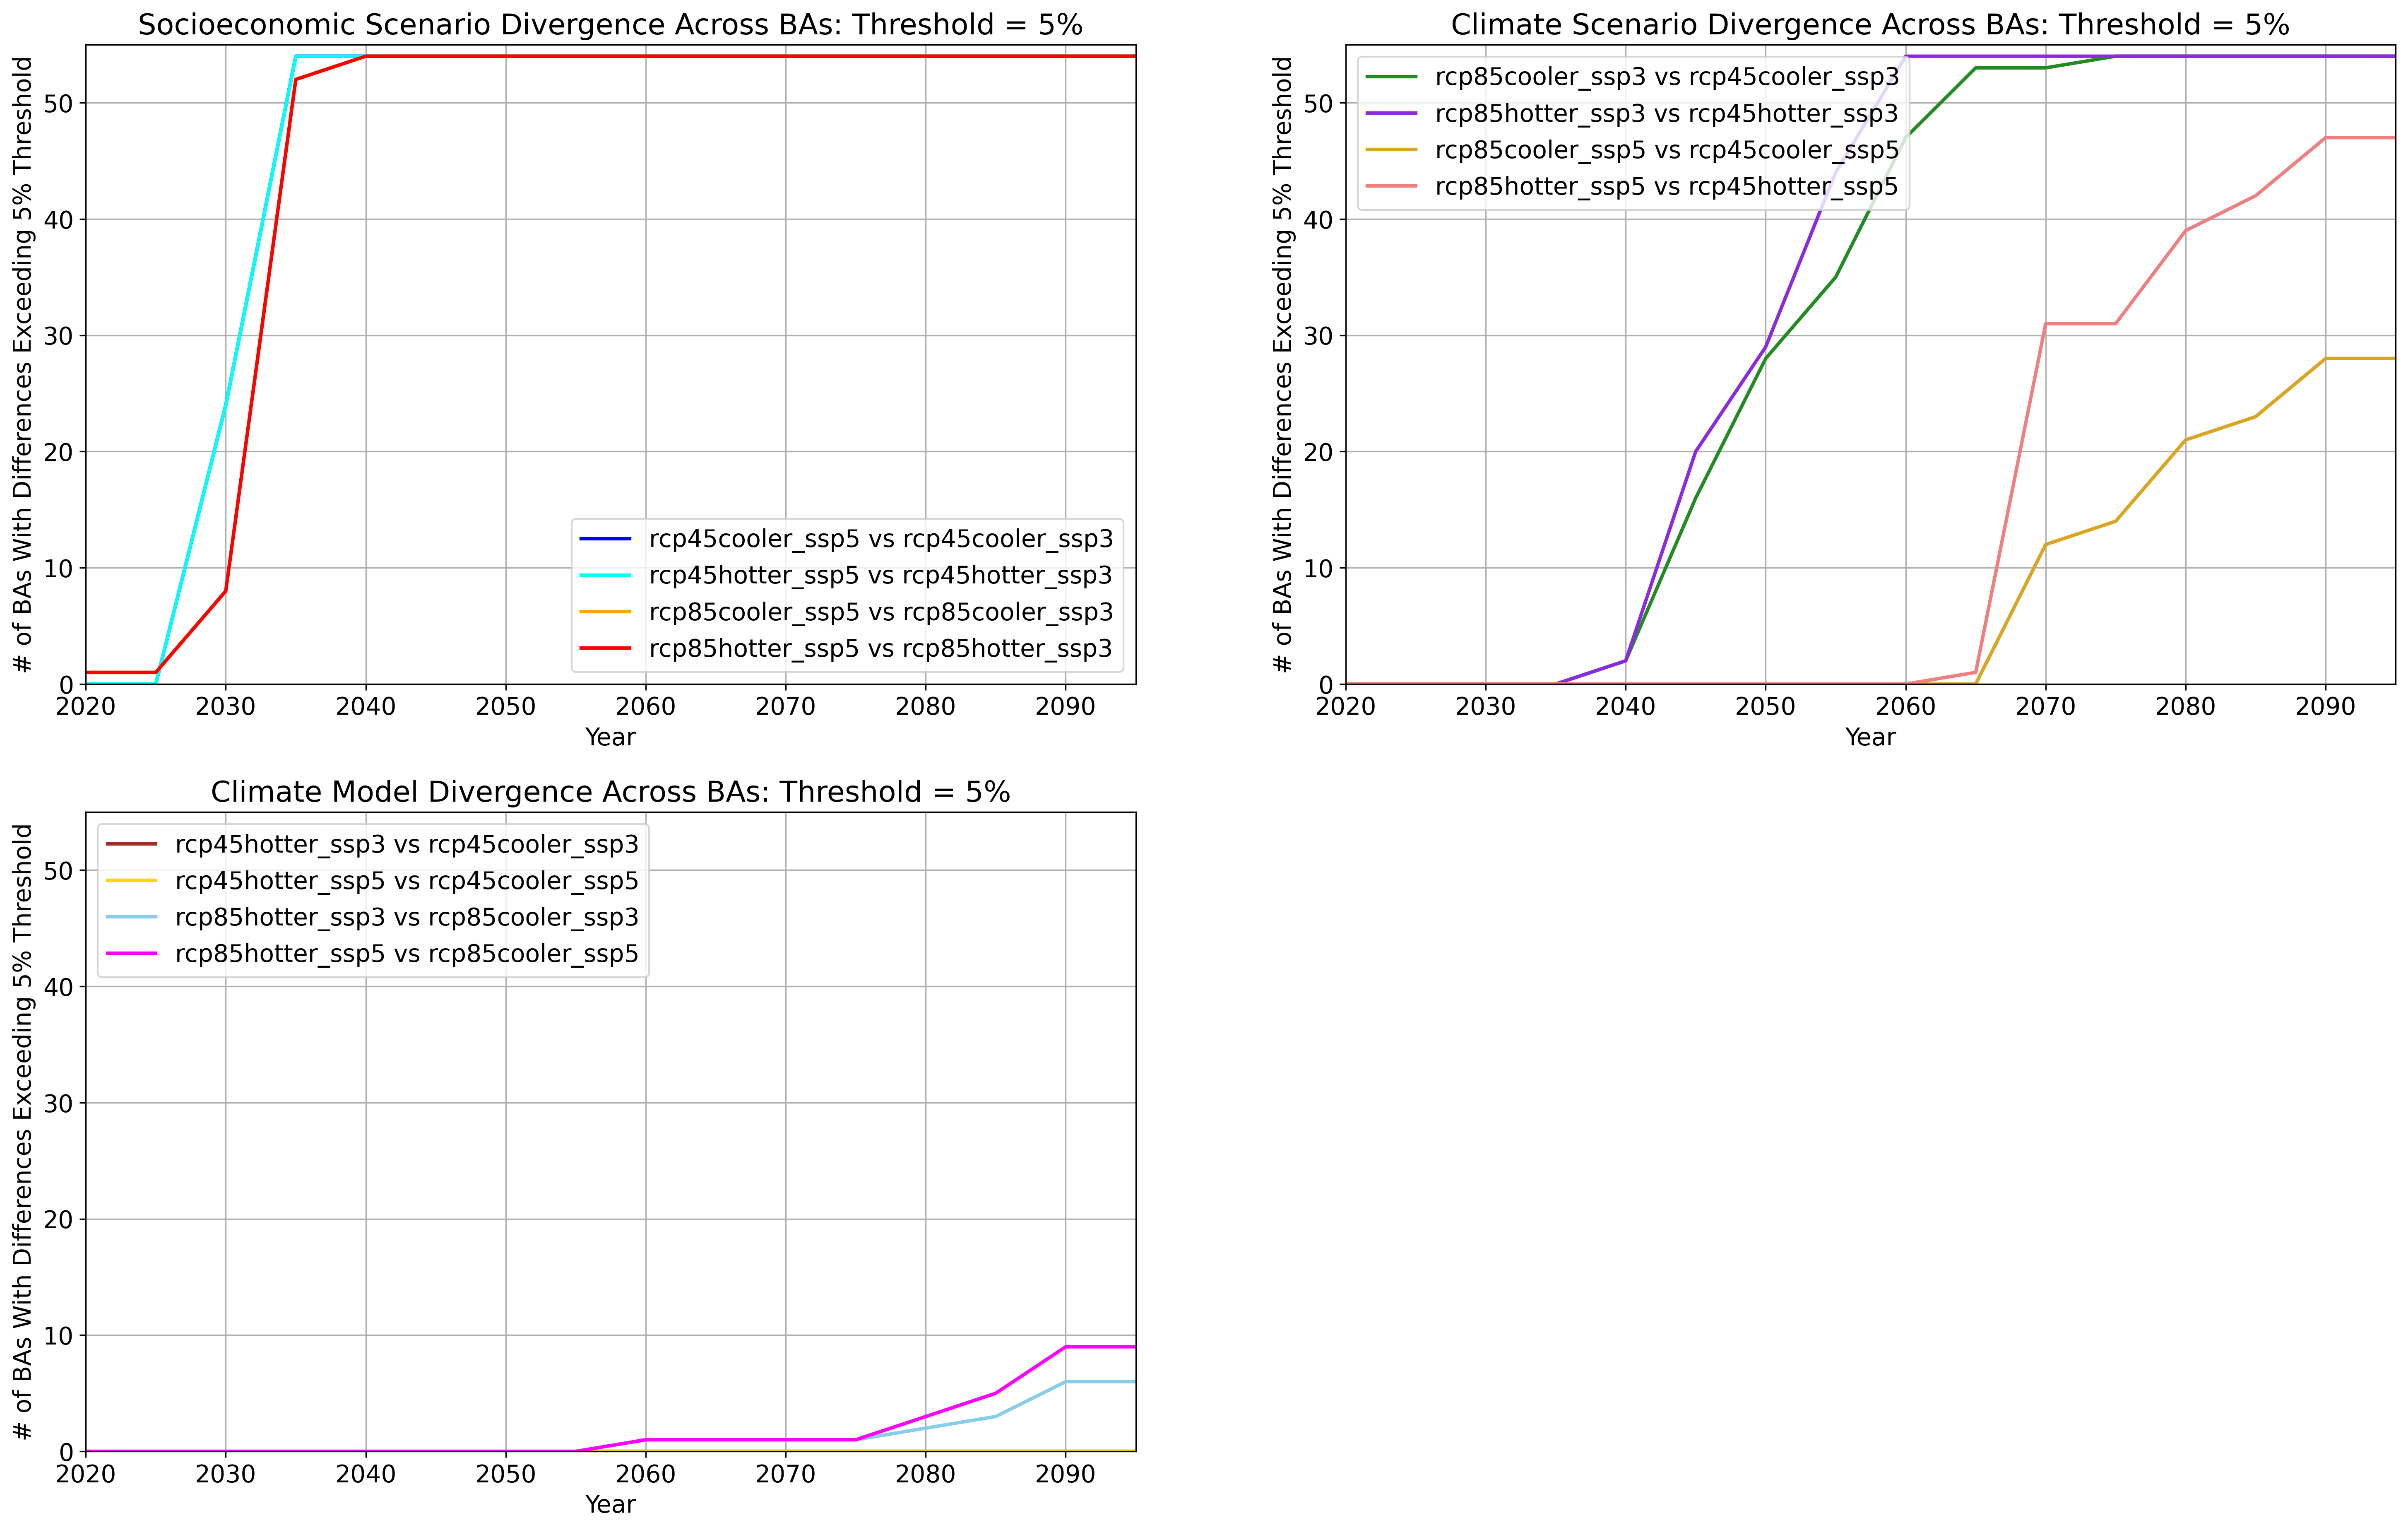 Socioeconomic Scenario Divergence Across BAs: Threshold = 5%
# of BAs With Differences Exceeding 5% Threshold
50
40
30
20
10
0
rcp45cooler_ssp5 vs rcp45cooler_ssp3
rcp45hotter_ssp5 vs rcp45hotter_ssp3
rcp85cooler_ssp5 vs rcp85cooler_ssp3
rcp85hotter_ssp5 vs rcp85hotter_ssp3
2020 2030 2040 2050 2060 2070 2080 2090
Year
Climate Scenario Divergence Across BAs: Threshold = 5%
# of BAs With Differences Exceeding 5% Threshold
50
40
30
20
10
0
rcp85cooler_ssp3 vs rcp45cooler_ssp3
rcp85hotter_ssp3 vs rcp45hotter_ssp3
rcp85cooler_ssp5 vs rcp45cooler_ssp5
rcp85hotter_ssp5 vs rcp45hotter_ssp5
2020 2030 2040 2050 2060 2070 2080 2090
Year
Climate Model Divergence Across BAs: Threshold = 5%
# of BAs With Differences Exceeding 5% Threshold
50
40
30
20
10
0
rcp45hotter_ssp3 vs rcp45cooler_ssp3
rcp45hotter_ssp5 vs rcp45cooler_ssp5
rcp85hotter_ssp3 vs rcp85cooler_ssp3
rcp85hotter_ssp5 vs rcp85cooler_ssp5
2020 2030 2040 2050 2060 2070 2080 2090
Year